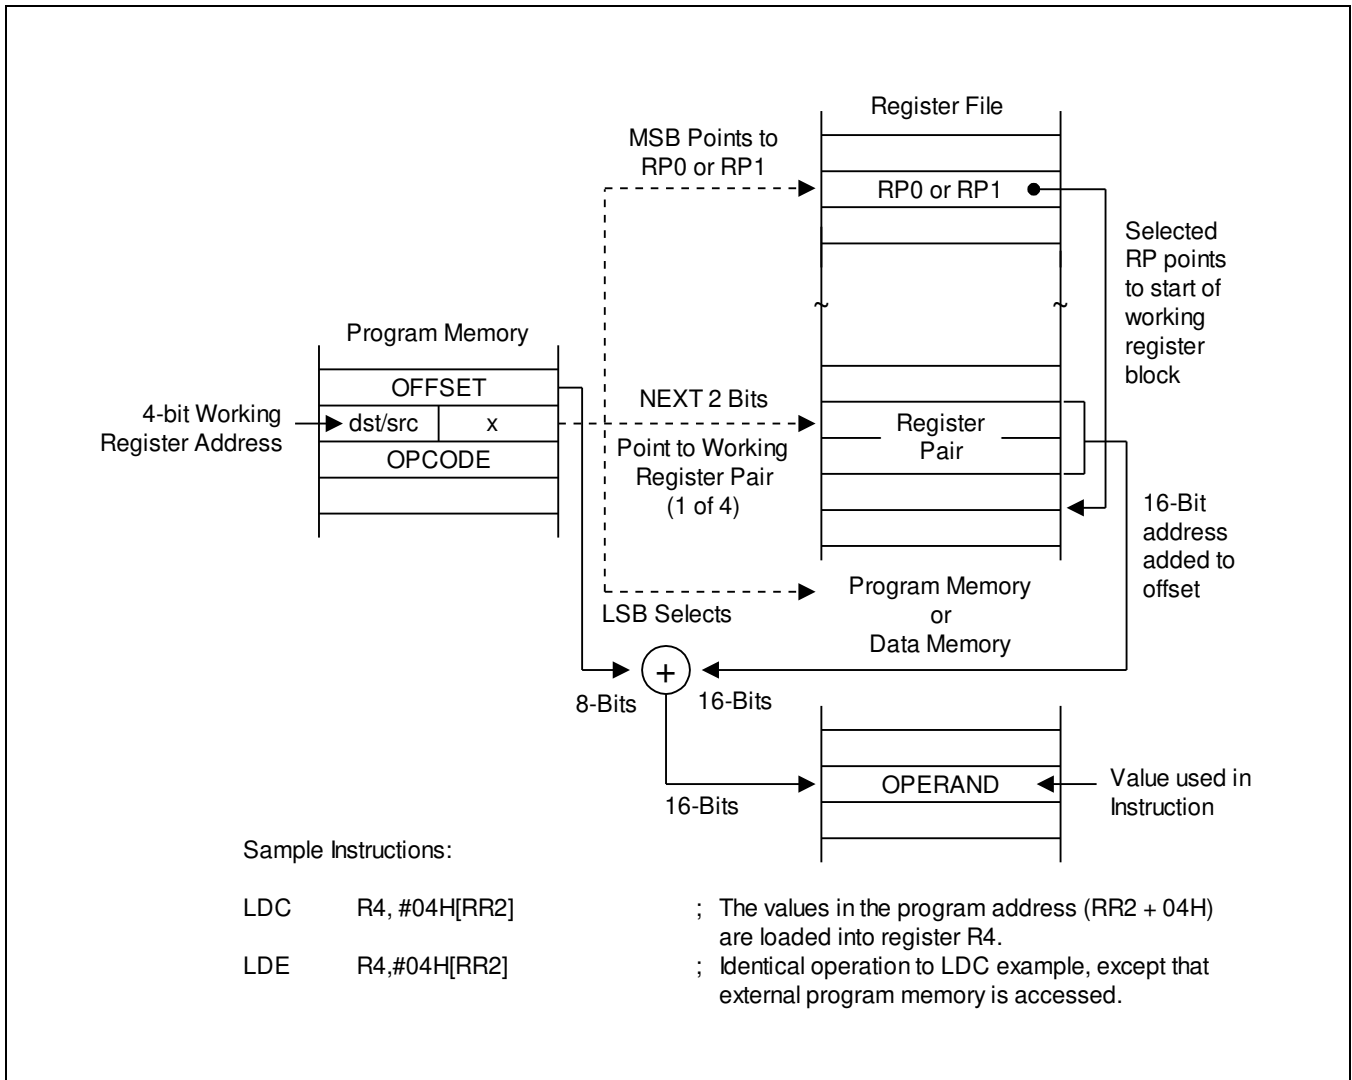 Register File
MSB Points to
RP0 or RP1
RP0 or RP1
Selected
RP points
to start of
working
register
block
~ ~
Program Memory
OFFSET
4-bit Working
Register Address
dst/src x
OPCODE
NEXT 2 Bits
Point to Working
Register Pair
(1 of 4)
Register
Pair
16-Bit
address
added to
offset
LSB Selects
Program Memory
or
Data Memory
+
8-Bits 16-Bits
16-Bits
OPERAND
Value used in
Instruction
Sample Instructions:
LDC R4, #04H[RR2] ; The values in the program address (RR2 + 04H)
are loaded into register R4.
LDE R4,#04H[RR2] ; Identical operation to LDC example, except that
external program memory is accessed.